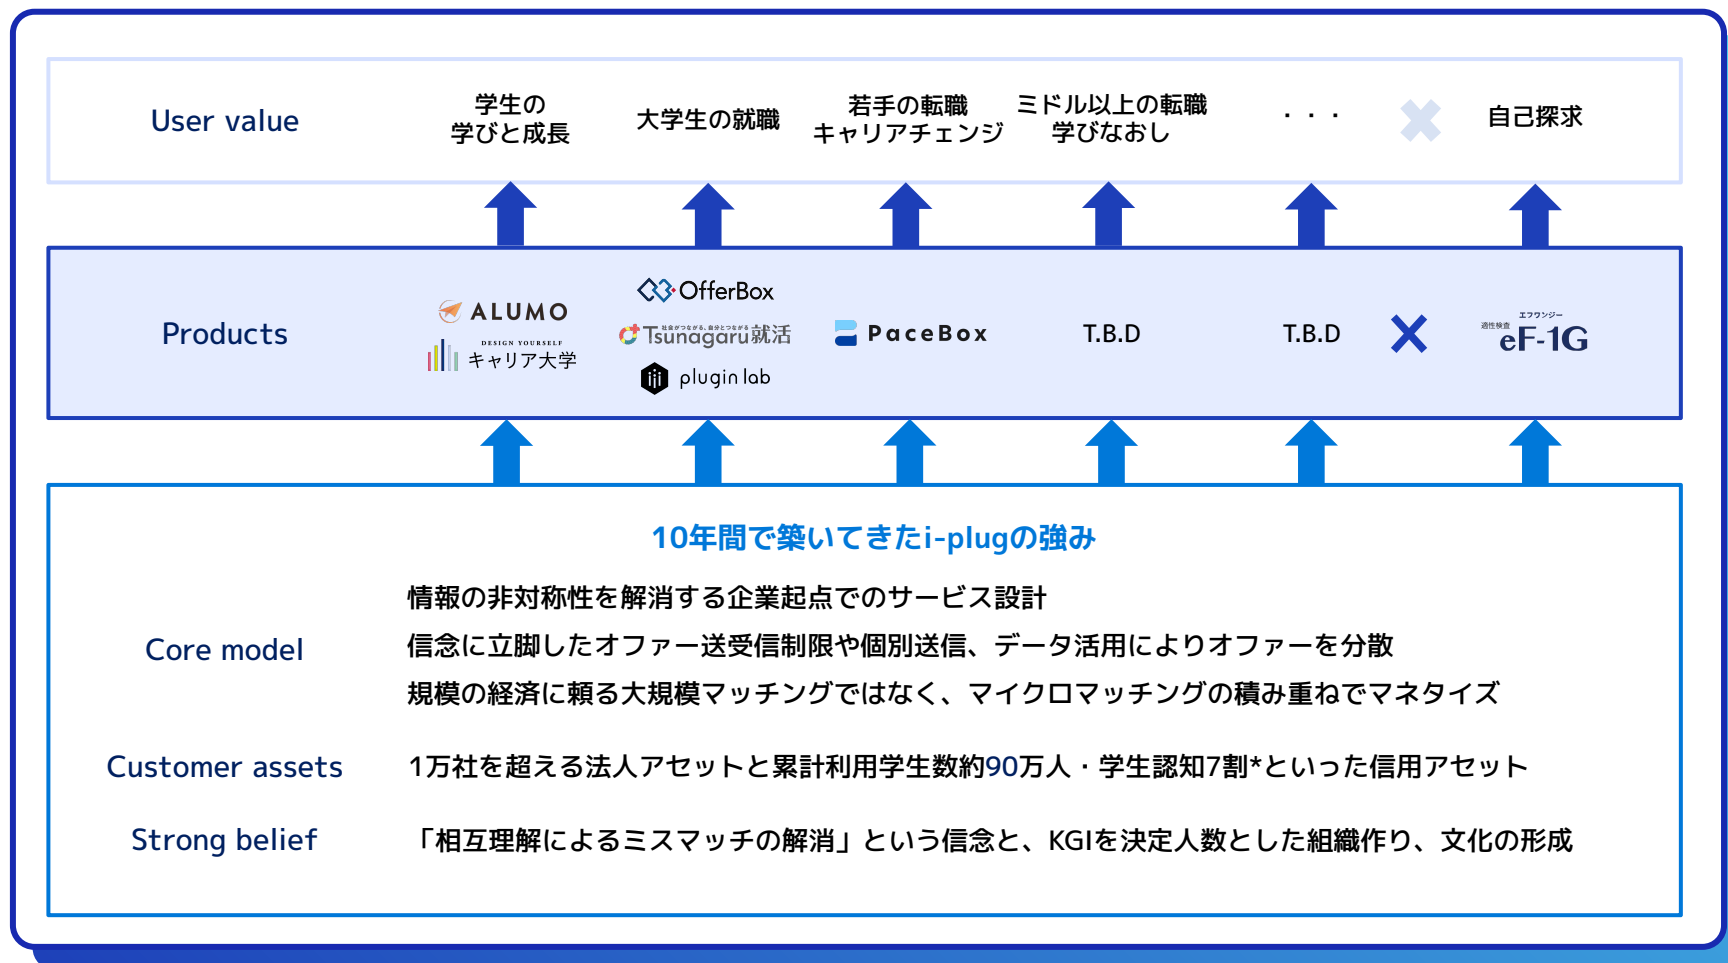 User value
学生の
学びと成長
大学生の就職
若手の転職
キャリアチェンジ
ミドル以上の転職
学びなおし
・・・
自己探求
Products
ALUMO
DESIGN YOURSELF
キャリア大学
OfferBox
社会がつながる、自分とつながる
Tsunagaru就活
plugin lab
PaceBox
T.B.D
T.B.D
エフワンジー
適性検査
eF-1G
10年間で築いてきたi-plugの強み
Core model
情報の非対称性を解消する企業起点でのサービス設計
信念に立脚したオファー送受信制限や個別送信、データ活用によりオファーを分散
規模の経済に頼る大規模マッチングではなく、マイクロマッチングの積み重ねでマネタイズ
Customer assets
1万社を超える法人アセットと累計利用学生数約90万人・学生認知7割*といった信用アセット
Strong belief
「相互理解によるミスマッチの解消」という信念と、KGIを決定人数とした組織作り、文化の形成